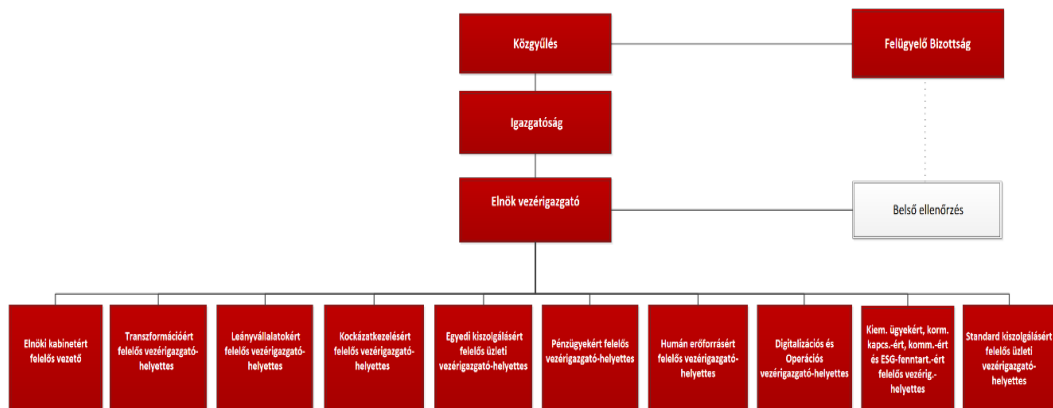 Közgyűlés
Felügyelő Bizottság
Igazgatóság
Elnök vezérigazgató
Belső ellenőrzés
Elnöki kabinetért
felelős vezető
Transzformációért
felelős vezérigazgató-
helyettes
Leányvállalatokért
felelős vezérigazgató-
helyettes
Kockázatkezelésért
felelős vezérigazgató-
helyettes
Egyedi kiszolgálásért
felelős üzleti
vezérigazgató-helyettes
Pénzügyekért felelős
vezérigazgató-helyettes
Humán erőforrásért
felelős vezérigazgató-
helyettes
Digitalizációs és
Operációs
vezérigazgató-helyettes
Kiem. ügyekért, korm.
kapcs.-ért, komm.-ért
és ESG-fenntart.-ért
felelős vezérig.-
helyettes
Standard kiszolgálásért
felelős üzleti
vezérigazgató-
helyettes